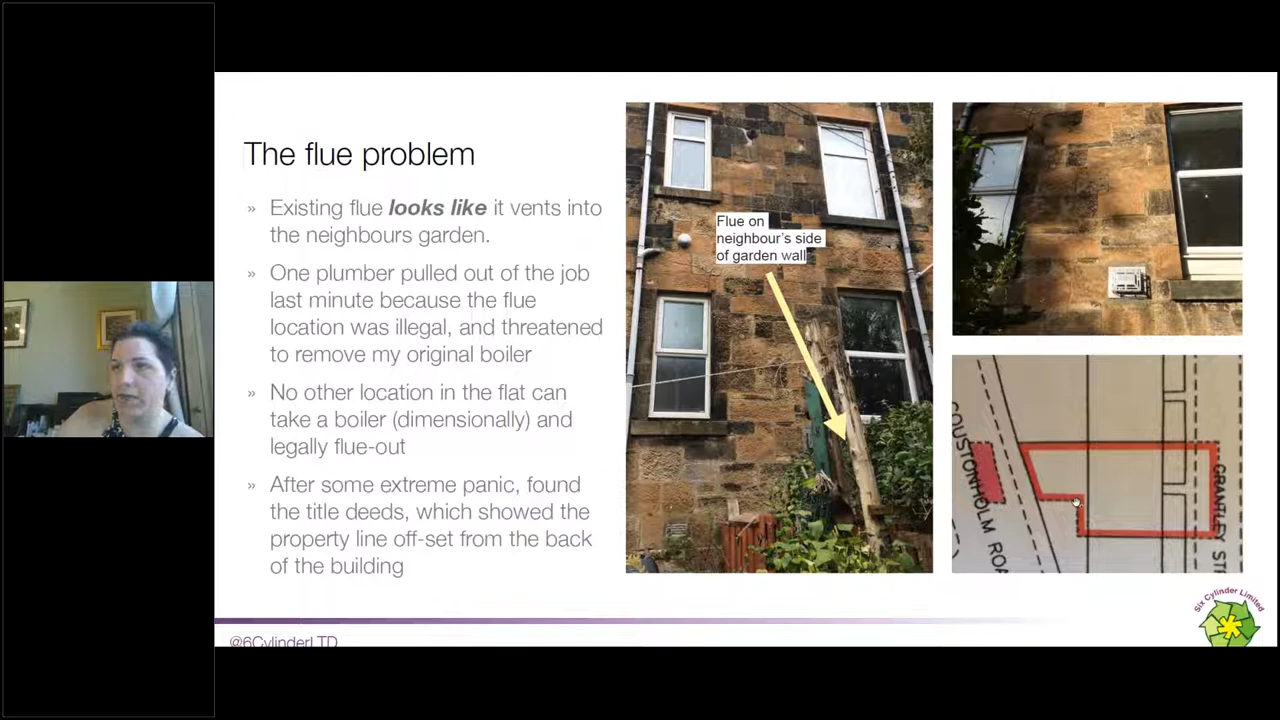 The flue problem
» Existing flue looks like it vents into
the neighbours garden.
» One plumber pulled out of the job
last minute because the flue
location was illegal, and threatened
to remove my original boiler
» No other location in the flat can
take a boiler (dimensionally) and
legally flue-out
» After some extreme panic, found
the title deeds, which showed the
property line off-set from the back
of the building
Flue on
neighbour's side
of garden wall
COUSTONHOLM ROA
GRANTLEY ST
@6CylinderLTD
Six Cylinder Limited